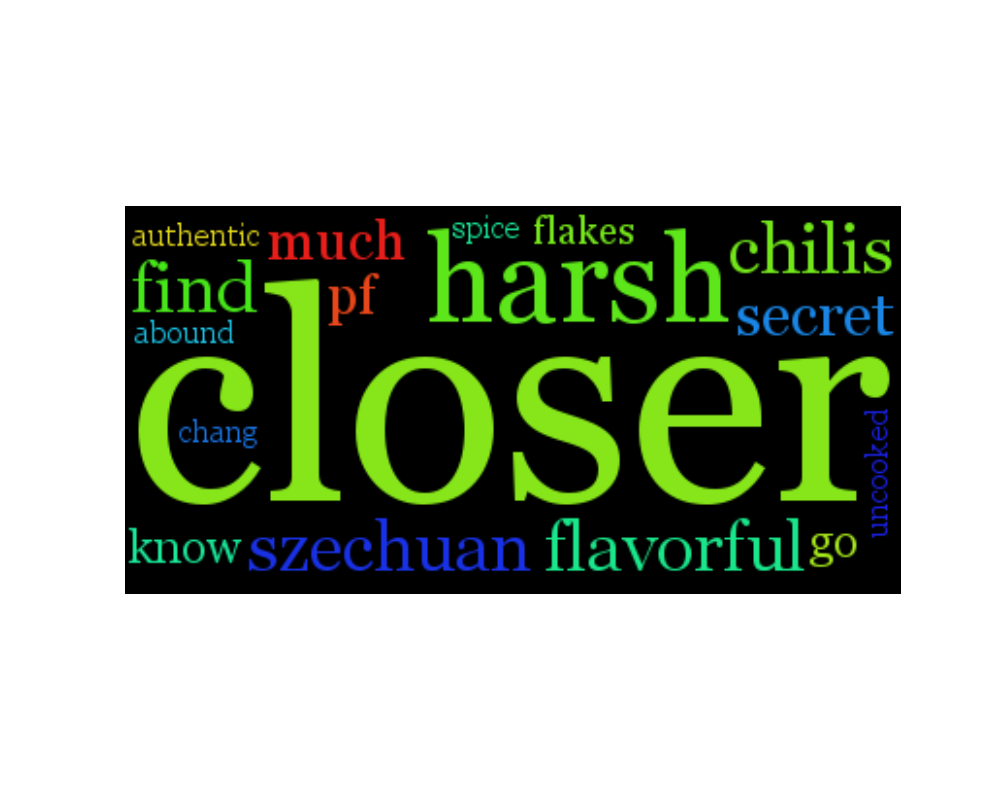 authentic
much
spice
flakes
chilis
find
pf
harsh
secret
abound
closer
chang
uncooked
know
szechuan
flavorful
go